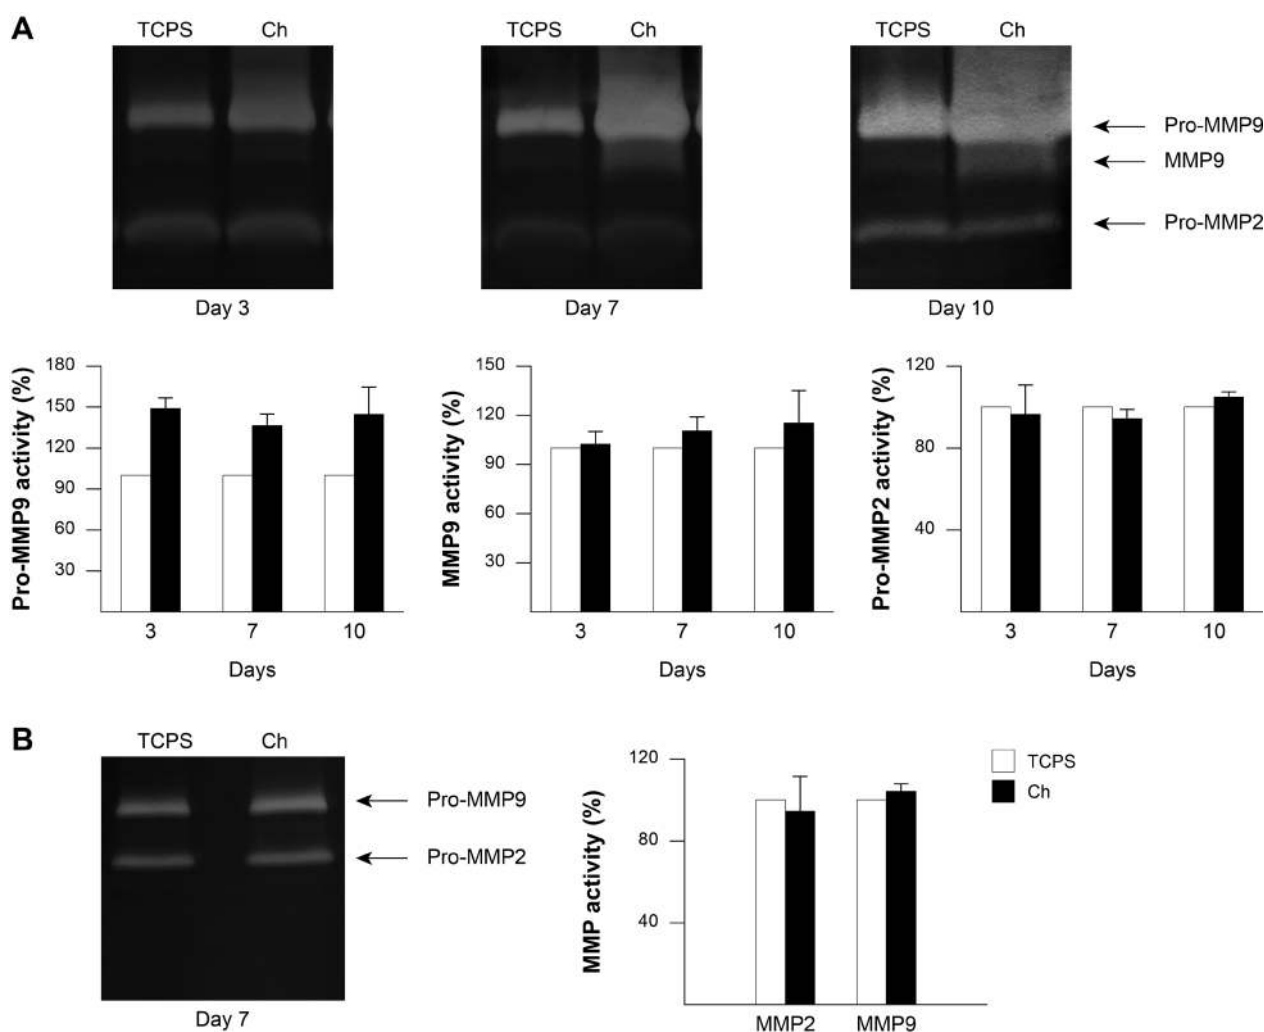 A
TCPS Ch
TCPS Ch
TCPS Ch
Pro-MMP9
MMP9
Pro-MMP2
Day 3
Day 7
Day 10
Pro-MMP9 activity (%)
180
150
120
90
60
30
3 7 10
Days
MMP9 activity (%)
150
120
90
60
30
3 7 10
Days
Pro-MMP2 activity (%)
120
80
40
3 7 10
Days
B
TCPS Ch
Pro-MMP9
Pro-MMP2
Day 7
MMP activity (%)
120
80
40
MMP2 MMP9
TCPS
Ch